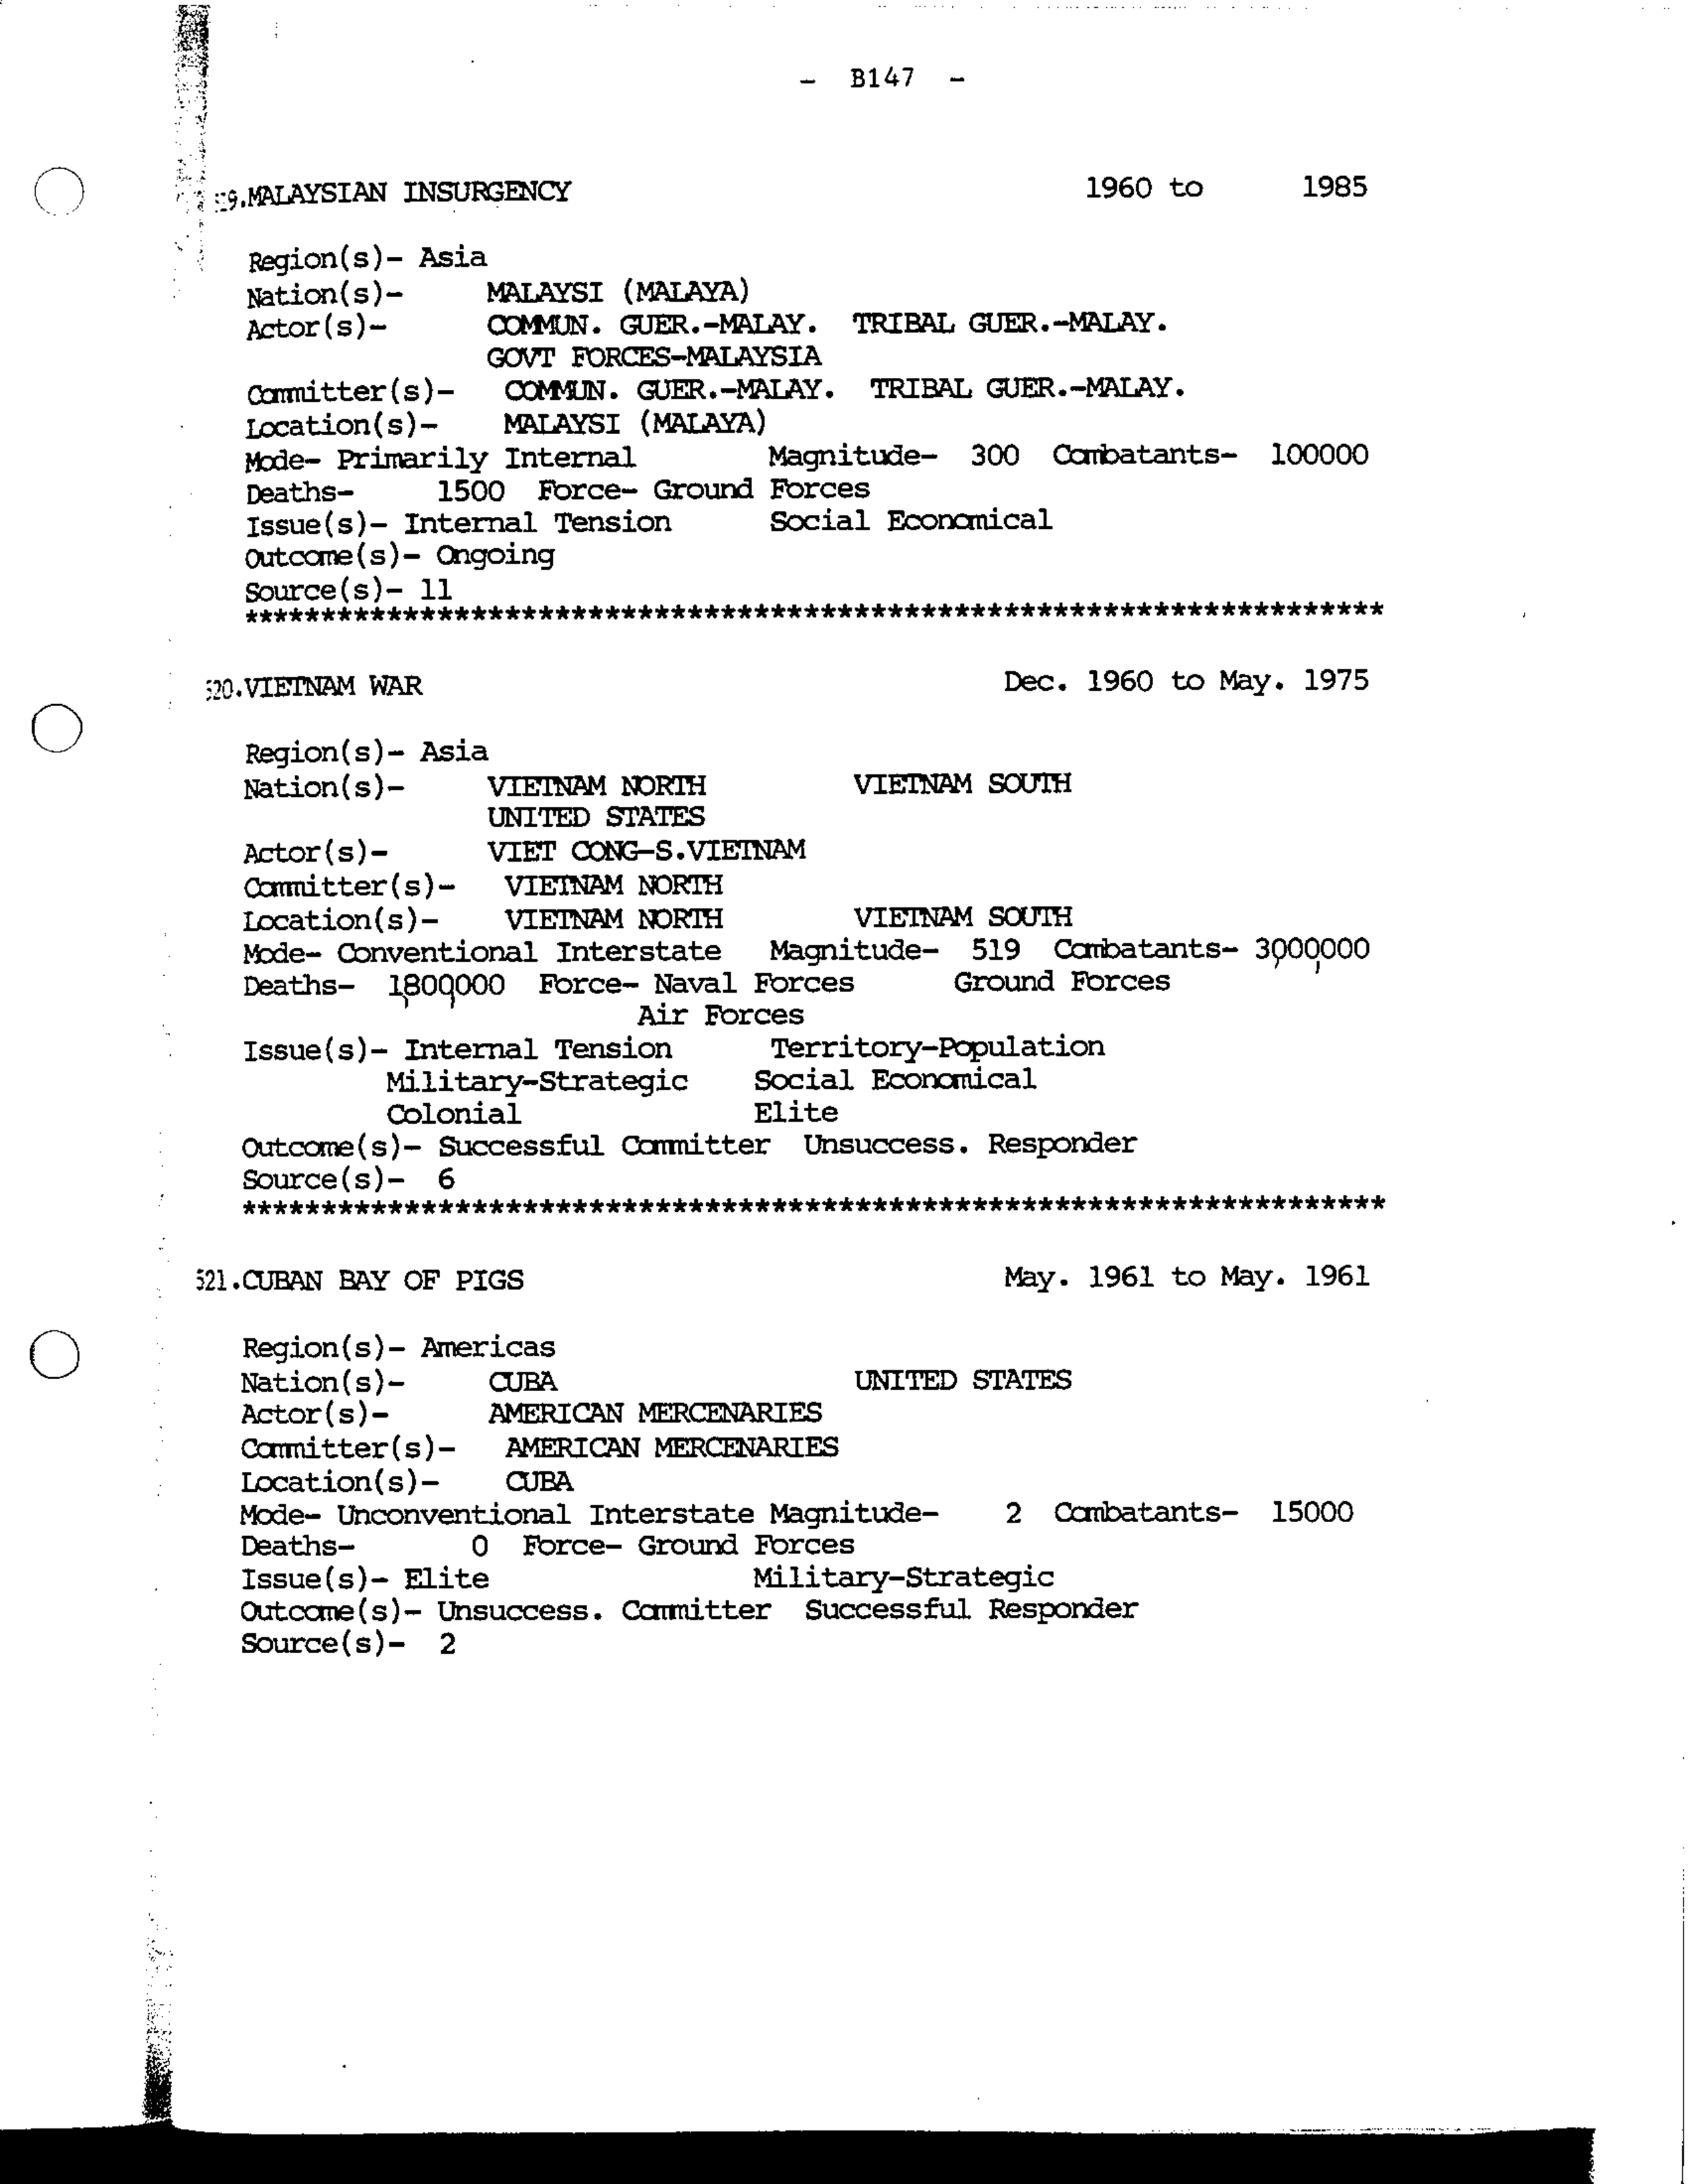 - B147 -
9.MALAYSIAN INSURGENCY 1960 to 1985
Region(s)- Asia
Nation(s)- MALAYSI (MALAYA)
Actor(s)- COMMUN. GUER.-MALAY. TRIBAL GUER.-MALAY.
GOVT FORCES-MALAYSIA
Committer(s)- COMMUN. GUER.-MALAY. TRIBAL GUER.-MALAY.
Location(s)- MALAYSI (MALAYA)
Mode- Primarily Internal Magnitude- 300 Combatants- 100000
Deaths- 1500 Force- Ground Forces
Issue(s)- Internal Tension Social Economical
Outcome(s)- Ongoing
Source(s)- 11
********************************************************************
520.VIETNAM WAR Dec. 1960 to May. 1975
Region(s)- Asia
Nation(s)- VIETNAM NORTH VIETNAM SOUTH
UNITED STATES
Actor(s)- VIET CONG-S.VIETNAM
Committer(s)- VIETNAM NORTH
Location(s)- VIETNAM NORTH VIETNAM SOUTH
Mode- Conventional Interstate Magnitude- 519 Combatants- 3,000,000
Deaths- 1,800,000 Force- Naval Forces Ground Forces
Air Forces
Issue(s)- Internal Tension Territory-Population
Military-Strategic Social Economical
Colonial Elite
Outcome(s)- Successful Committer Unsuccess. Responder
Source(s)- 6
********************************************************************
521.CUBAN BAY OF PIGS May. 1961 to May. 1961
Region(s)- Americas
Nation(s)- CUBA UNITED STATES
Actor(s)- AMERICAN MERCENARIES
Committer(s)- AMERICAN MERCENARIES
Location(s)- CUBA
Mode- Unconventional Interstate Magnitude- 2 Combatants- 15000
Deaths- 0 Force- Ground Forces
Issue(s)- Elite Military-Strategic
Outcome(s)- Unsuccess. Committer Successful Responder
Source(s)- 2